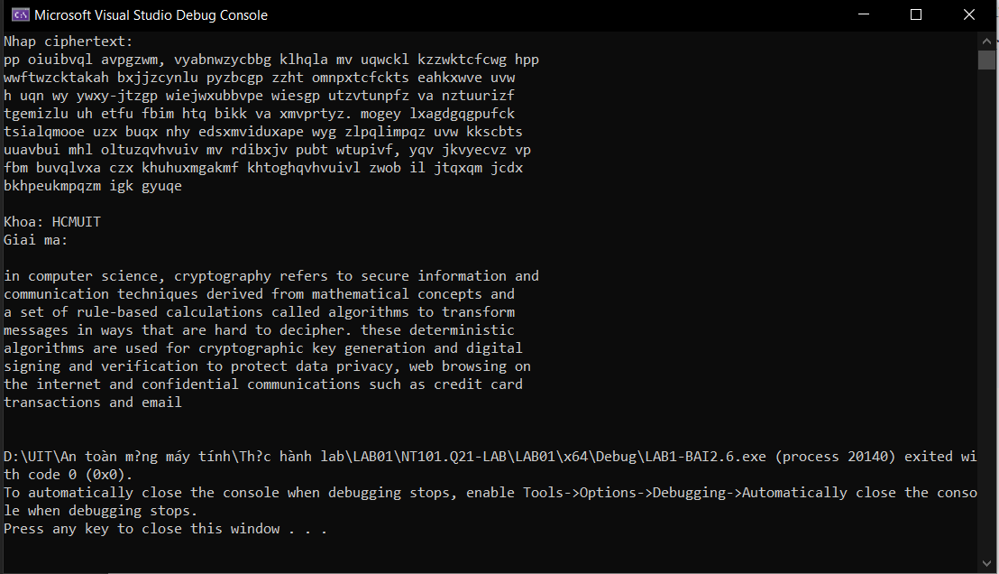 Microsoft Visual Studio Debug Console
Nhap ciphertext:
pp oiuibvql avpgzwm, vyabnwzycbbg klhqla mv uqwckl kzzwktcfcwg hpp
wwftwzcktakah bxjjzcynlu pyzbcgp zzht omnpxtcfckts eahkxwve uvw
h uqn wy ywxy-jtzgp wiejwxubbvpe wiesgp utzvtunpfz va nztuurizf
tgemizlu uh etfu fbim htq bikk va xmvprtyz. mogey lxagdgqgpufck
tsialqmooe uzx buqx nhy edsxmviduxape wyg zlpqlimpqz uvw kkscbts
uuavbui mhl oltuzqvhvuiv mv rdibxjv pubt wtupivf, yqv jkvyecvz vp
fbm buvqlvxa czx khuhuxmgakmf khtoghqvhvuivl zwob il jtqxqm jcdx
bkhpeukmpqzm igk gyuqe
Khoa: HCMUIT
Giai ma:
in computer science, cryptography refers to secure information and
communication techniques derived from mathematical concepts and
a set of rule-based calculations called algorithms to transform
messages in ways that are hard to decipher. these deterministic
algorithms are used for cryptographic key generation and digital
signing and verification to protect data privacy, web browsing on
the internet and confidential communications such as credit card
transactions and email
D:\UIT\An toàn m?ng máy tính\Th?c hành lab\LAB01\NT101.Q21-LAB\LAB01\x64\Debug\LAB1-BAI2.6.exe (process 20140) exited wi
th code 0 (0x0).
To automatically close the console when debugging stops, enable Tools->Options->Debugging->Automatically close the conso
le when debugging stops.
Press any key to close this window . . .